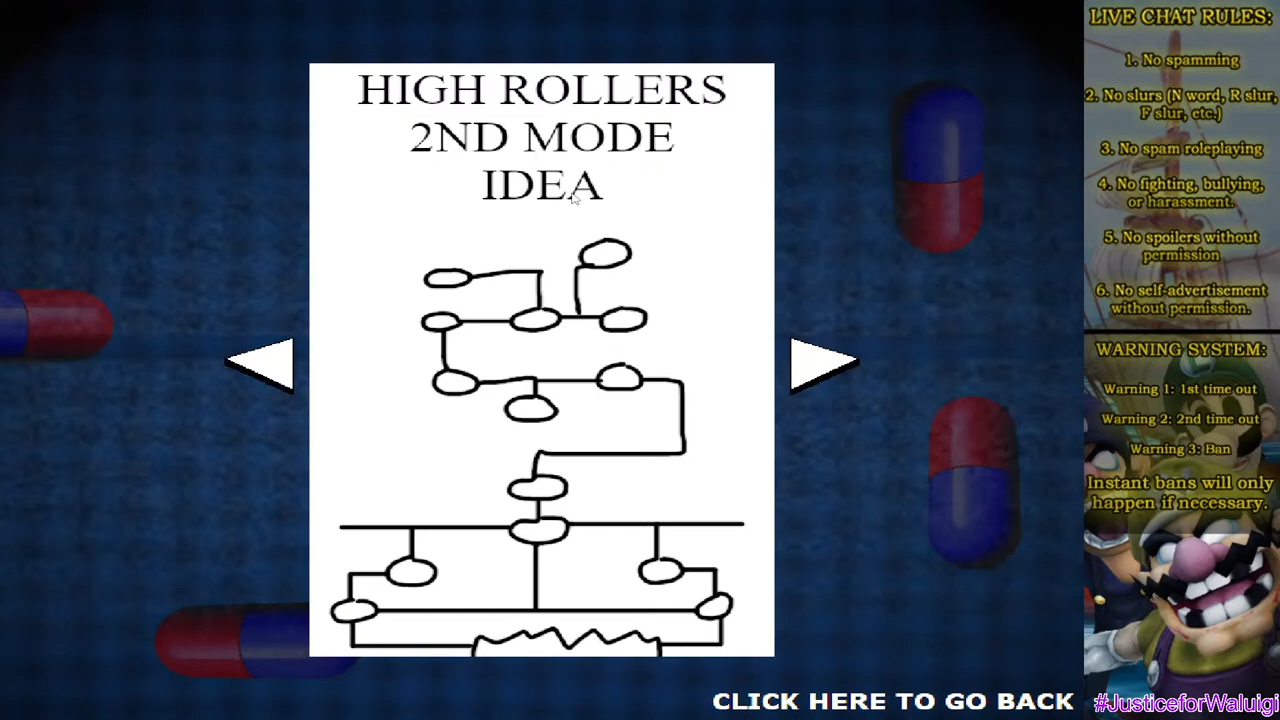 HIGH ROLLERS
2ND MODE
IDEA
CLICK HERE TO GO BACK
LIVE CHAT RULES:
1. No spamming
2. No slurs (N word, R slur,
F slur, etc.)
3. No spam roleplaying
4. No fighting, bullying,
or harassment.
5. No spoilers without
permission
6. No self-advertisement
without permission.
WARNING SYSTEM:
Warning 1: 1st time out
Warning 2: 2nd time out
Warning 3: Ban
Instant bans will only
happen if necessary.
#JusticeforWaluigi